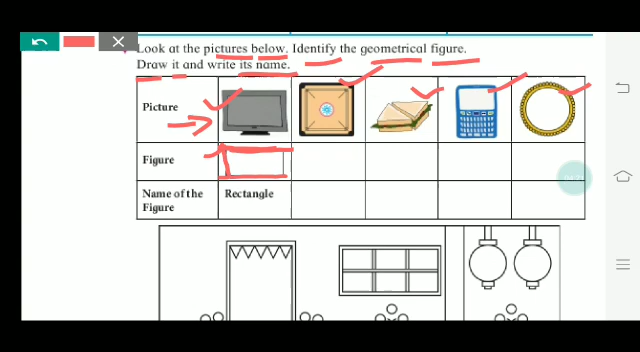 Look at the pictures below. Identify the geometrical figure.
Draw it and write its name.
Picture
Figure
Name of the Figure
Rectangle